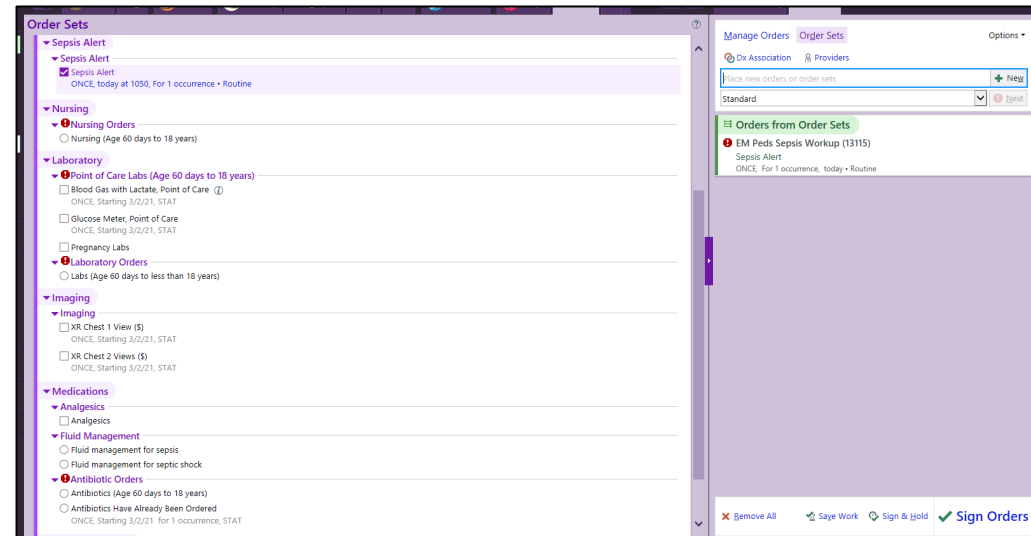 Order Sets
Sepsis Alert
Sepsis Alert
Sepsis Alert
ONCE, today at 1050, For 1 occurrence • Routine
Nursing
Nursing Orders
Nursing (Age 60 days to 18 years)
Laboratory
Point of Care Labs (Age 60 days to 18 years)
Blood Gas with Lactate, Point of Care
ONCE, Starting 3/2/21, STAT
Glucose Meter, Point of Care
ONCE, Starting 3/2/21, STAT
Pregnancy Labs
Laboratory Orders
Labs (Age 60 days to less than 18 years)
Imaging
Imaging
XR Chest 1 View ($)
ONCE, Starting 3/2/21, STAT
XR Chest 2 Views ($)
ONCE, Starting 3/2/21, STAT
Medications
Analgesics
Analgesics
Fluid Management
Fluid management for sepsis
Fluid management for septic shock
Antibiotic Orders
Antibiotics (Age 60 days to 18 years)
Antibiotics Have Already Been Ordered
ONCE, Starting 3/2/21 for 1 occurrence, STAT
Manage Orders Order Sets Options
Dx Association Providers
Place new orders or order sets New
Standard Next
Orders from Order Sets
EM Peds Sepsis Workup (13115)
Sepsis Alert
ONCE, For 1 occurrence, today • Routine
Remove All Save Work Sign & Hold Sign Orders